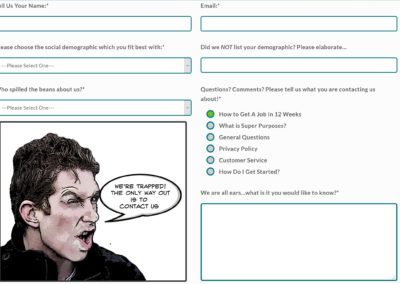 ell Us Your Name:*
Email:*
ease choose the social demographic which you fit best with:*
Did we NOT list your demographic? Please elaborate...
---Please Select One---
Who spilled the beans about us?*
---Please Select One---
Questions? Comments? Please tell us what you are contacting us
about!*
How to Get A Job in 12 Weeks
What is Super Purposes?
General Questions
Privacy Policy
Customer Service
How Do I Get Started?
WE'RE TRAPPED!
THE ONLY WAY OUT
IS TO
CONTACT US
We are all ears...what is it you would like to know?*